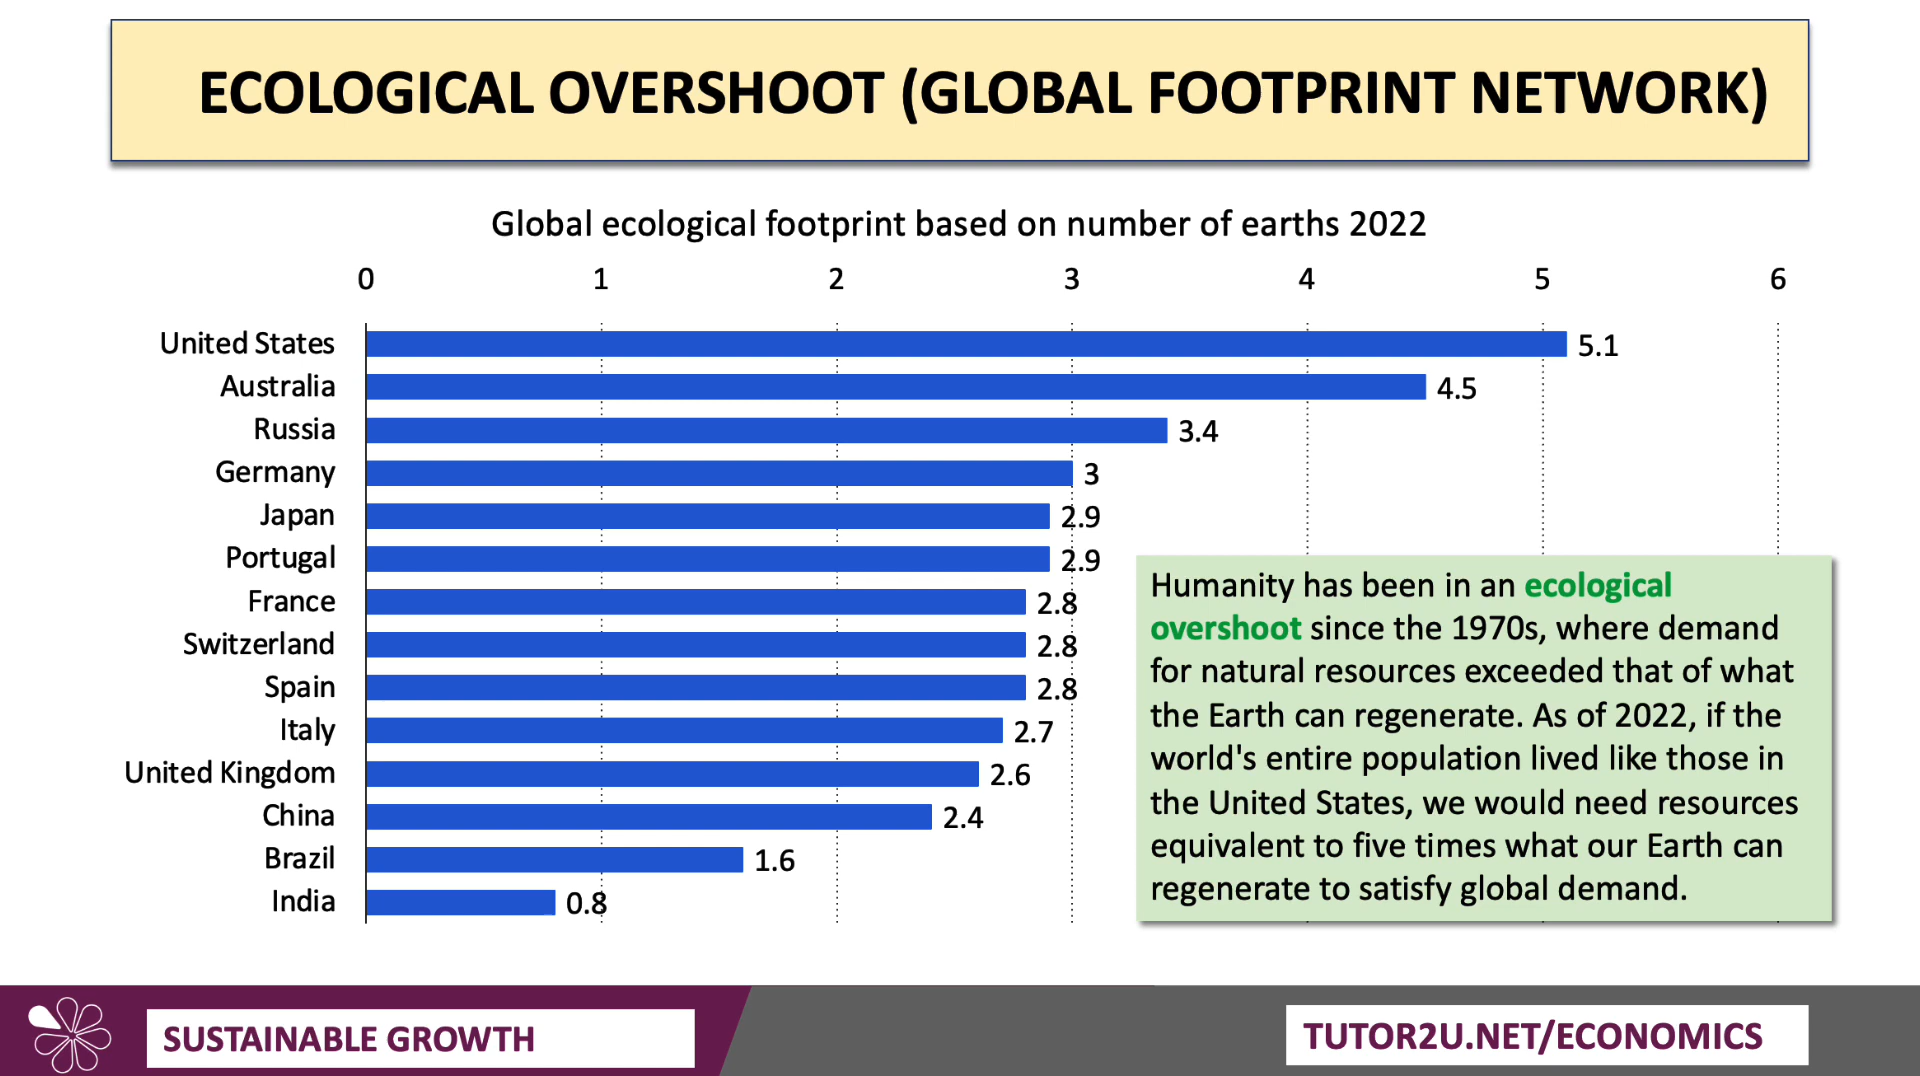 ECOLOGICAL OVERSHOOT (GLOBAL FOOTPRINT NETWORK)
Global ecological footprint based on number of earths 2022
0 1 2 3 4 5 6
United States 5.1
Australia 4.5
Russia 3.4
Germany 3
Japan 2.9
Portugal 2.9
France 2.8
Switzerland 2.8
Spain 2.8
Italy 2.7
United Kingdom 2.6
China 2.4
Brazil 1.6
India 0.8
Humanity has been in an ecological
overshoot since the 1970s, where demand
for natural resources exceeded that of what
the Earth can regenerate. As of 2022, if the
world's entire population lived like those in
the United States, we would need resources
equivalent to five times what our Earth can
regenerate to satisfy global demand.
SUSTAINABLE GROWTH
TUTOR2U.NET/ECONOMICS